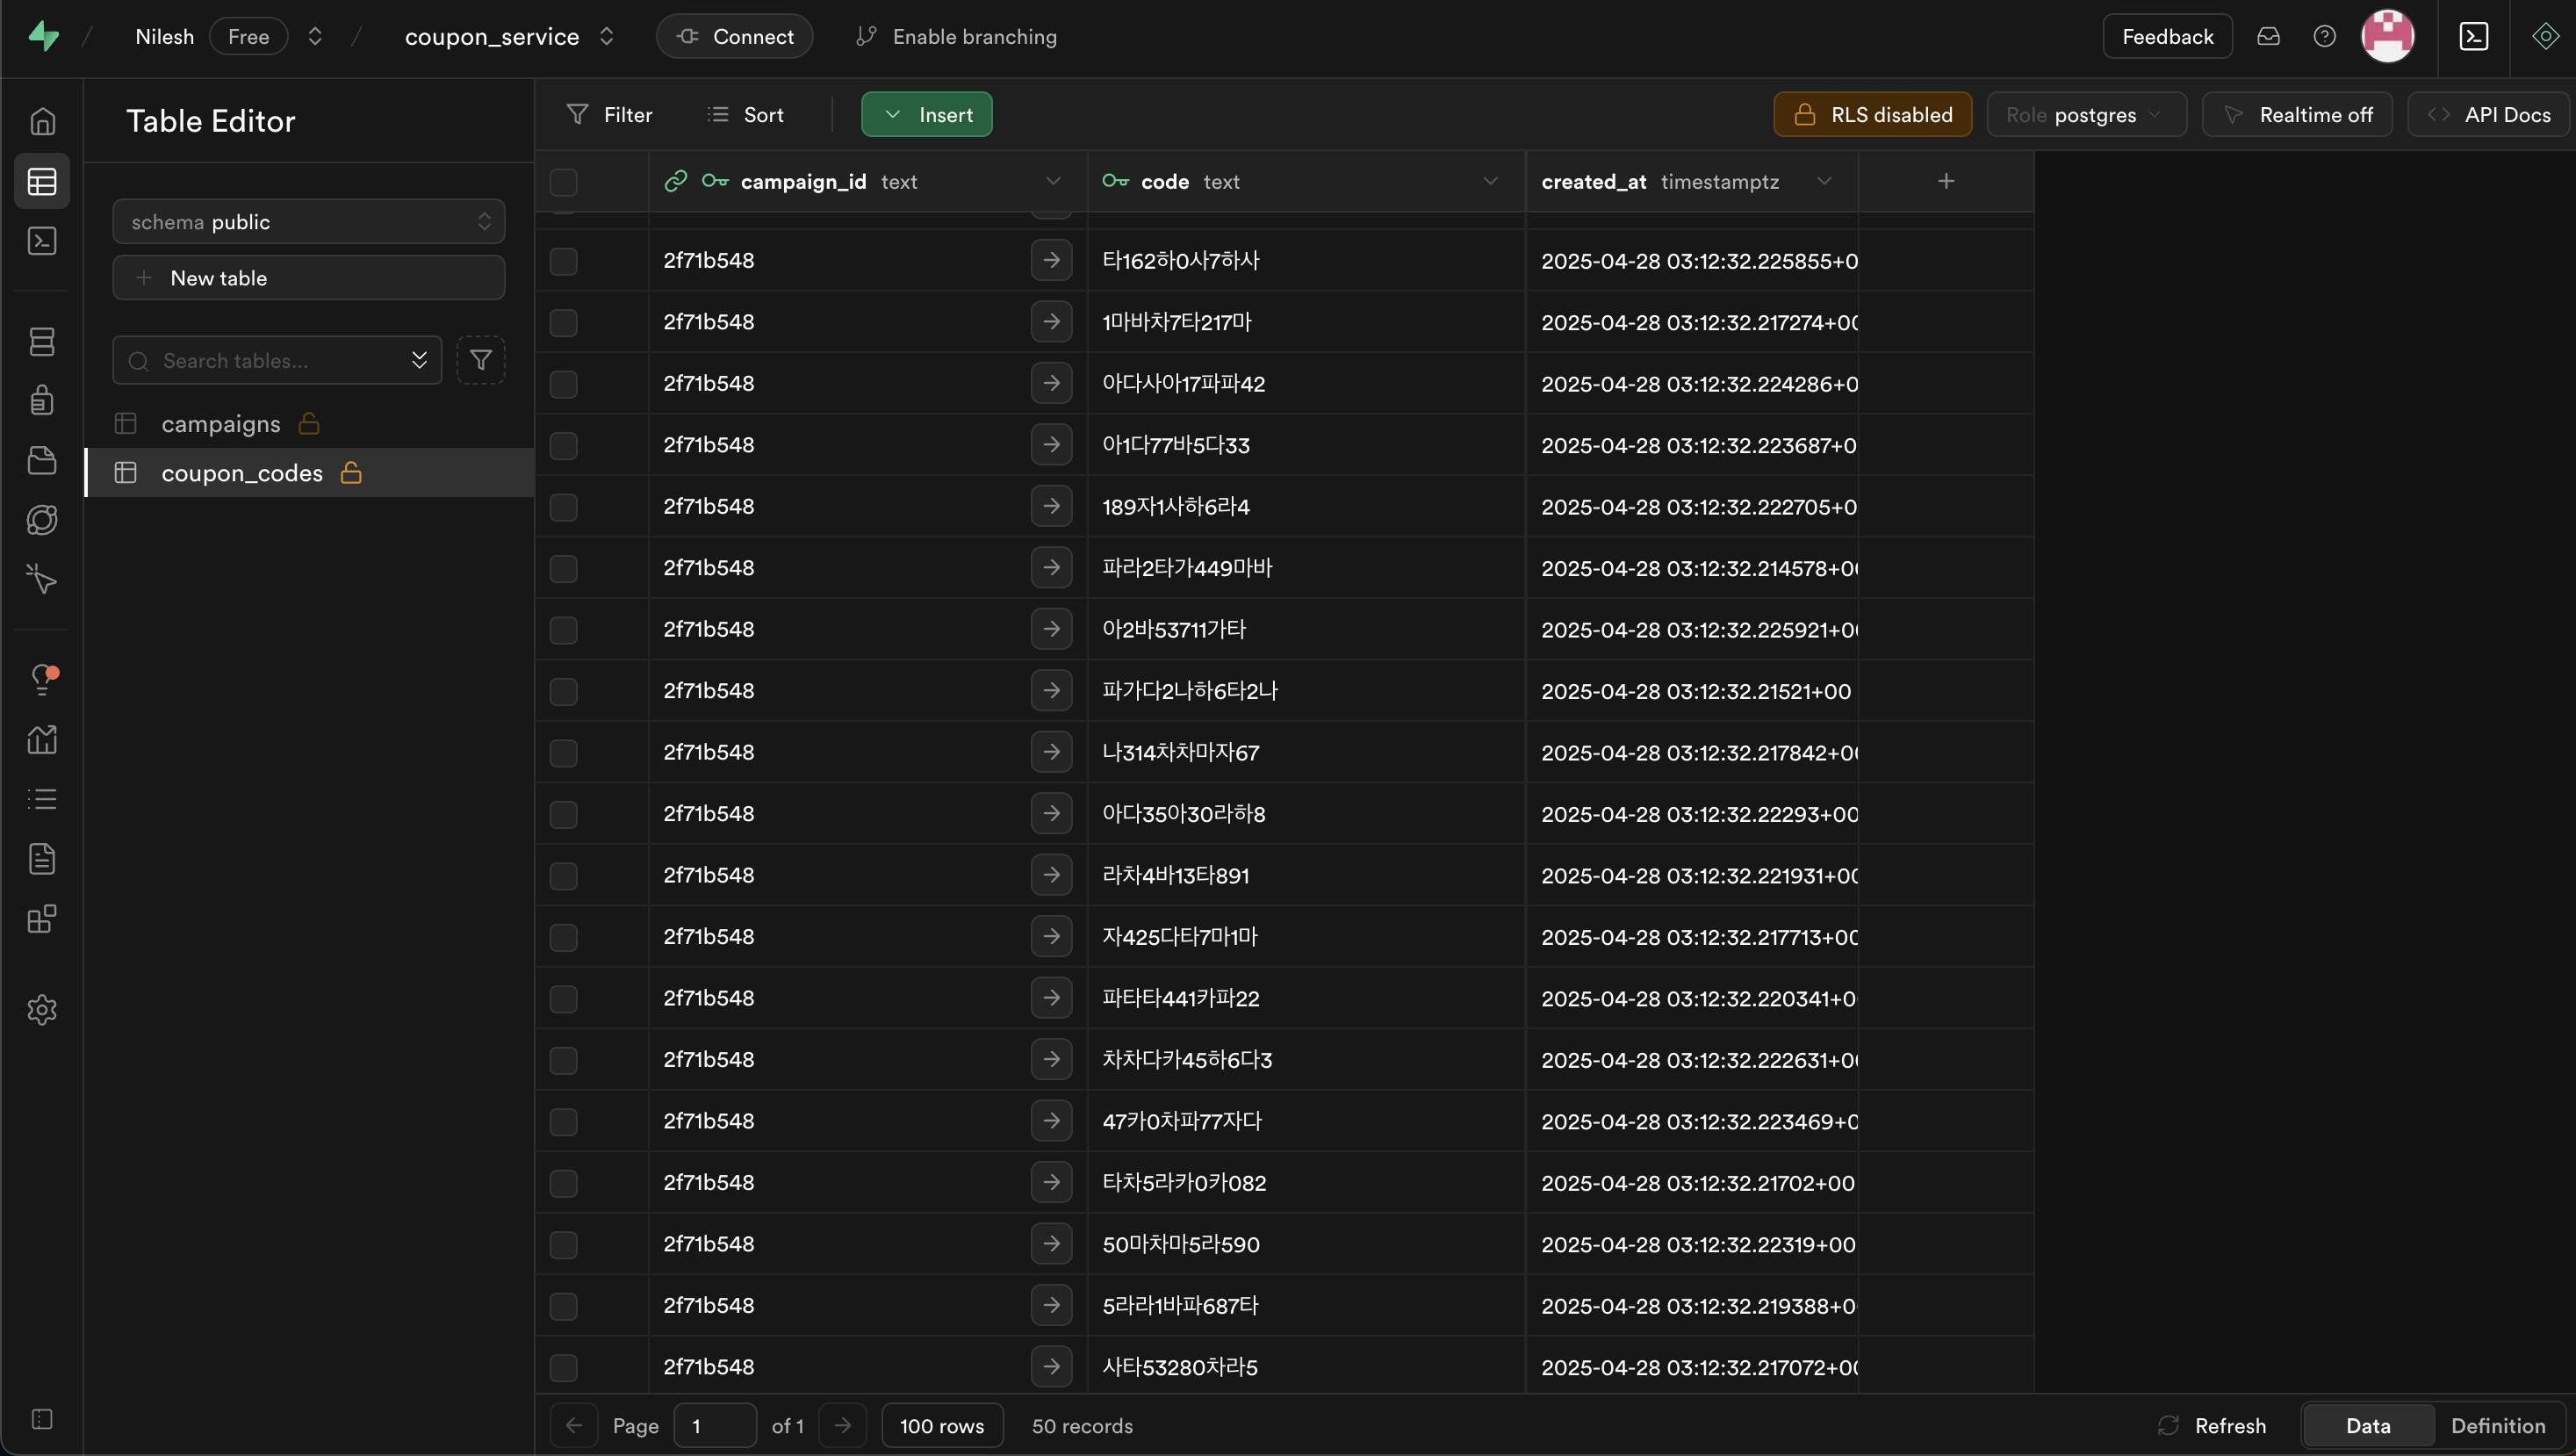 Nilesh Free coupon_service Connect Enable branching Feedback
Table Editor
Filter Sort Insert RLS disabled Role postgres Realtime off API Docs
schema public
New table
Search tables...
campaigns
coupon_codes
campaign_id text code text created_at timestamptz
2f71b548 타162하0사7하사 2025-04-28 03:12:32.225855+0
2f71b548 1마바차7타217마 2025-04-28 03:12:32.217274+00
2f71b548 아다사아17파파42 2025-04-28 03:12:32.224286+0
2f71b548 아1다77바5다33 2025-04-28 03:12:32.223687+0
2f71b548 189자1사하6라4 2025-04-28 03:12:32.222705+0
2f71b548 파라2타가449마바 2025-04-28 03:12:32.214578+00
2f71b548 아2바53711가타 2025-04-28 03:12:32.225921+00
2f71b548 파가다2나하6타2나 2025-04-28 03:12:32.21521+00
2f71b548 나314차차마자67 2025-04-28 03:12:32.217842+00
2f71b548 아다35아30라하8 2025-04-28 03:12:32.22293+00
2f71b548 라차4바13타891 2025-04-28 03:12:32.221931+00
2f71b548 자425다타7마1마 2025-04-28 03:12:32.217713+00
2f71b548 파타타441카파22 2025-04-28 03:12:32.220341+0
2f71b548 차차다카45하6다3 2025-04-28 03:12:32.222631+00
2f71b548 47카0차파77자다 2025-04-28 03:12:32.223469+0
2f71b548 타차5라카0카082 2025-04-28 03:12:32.21702+00
2f71b548 50마차마5라590 2025-04-28 03:12:32.22319+00
2f71b548 5라라1바파687타 2025-04-28 03:12:32.219388+0
2f71b548 사타53280차라5 2025-04-28 03:12:32.217072+00
Page 1 of 1 100 rows 50 records Refresh Data Definition